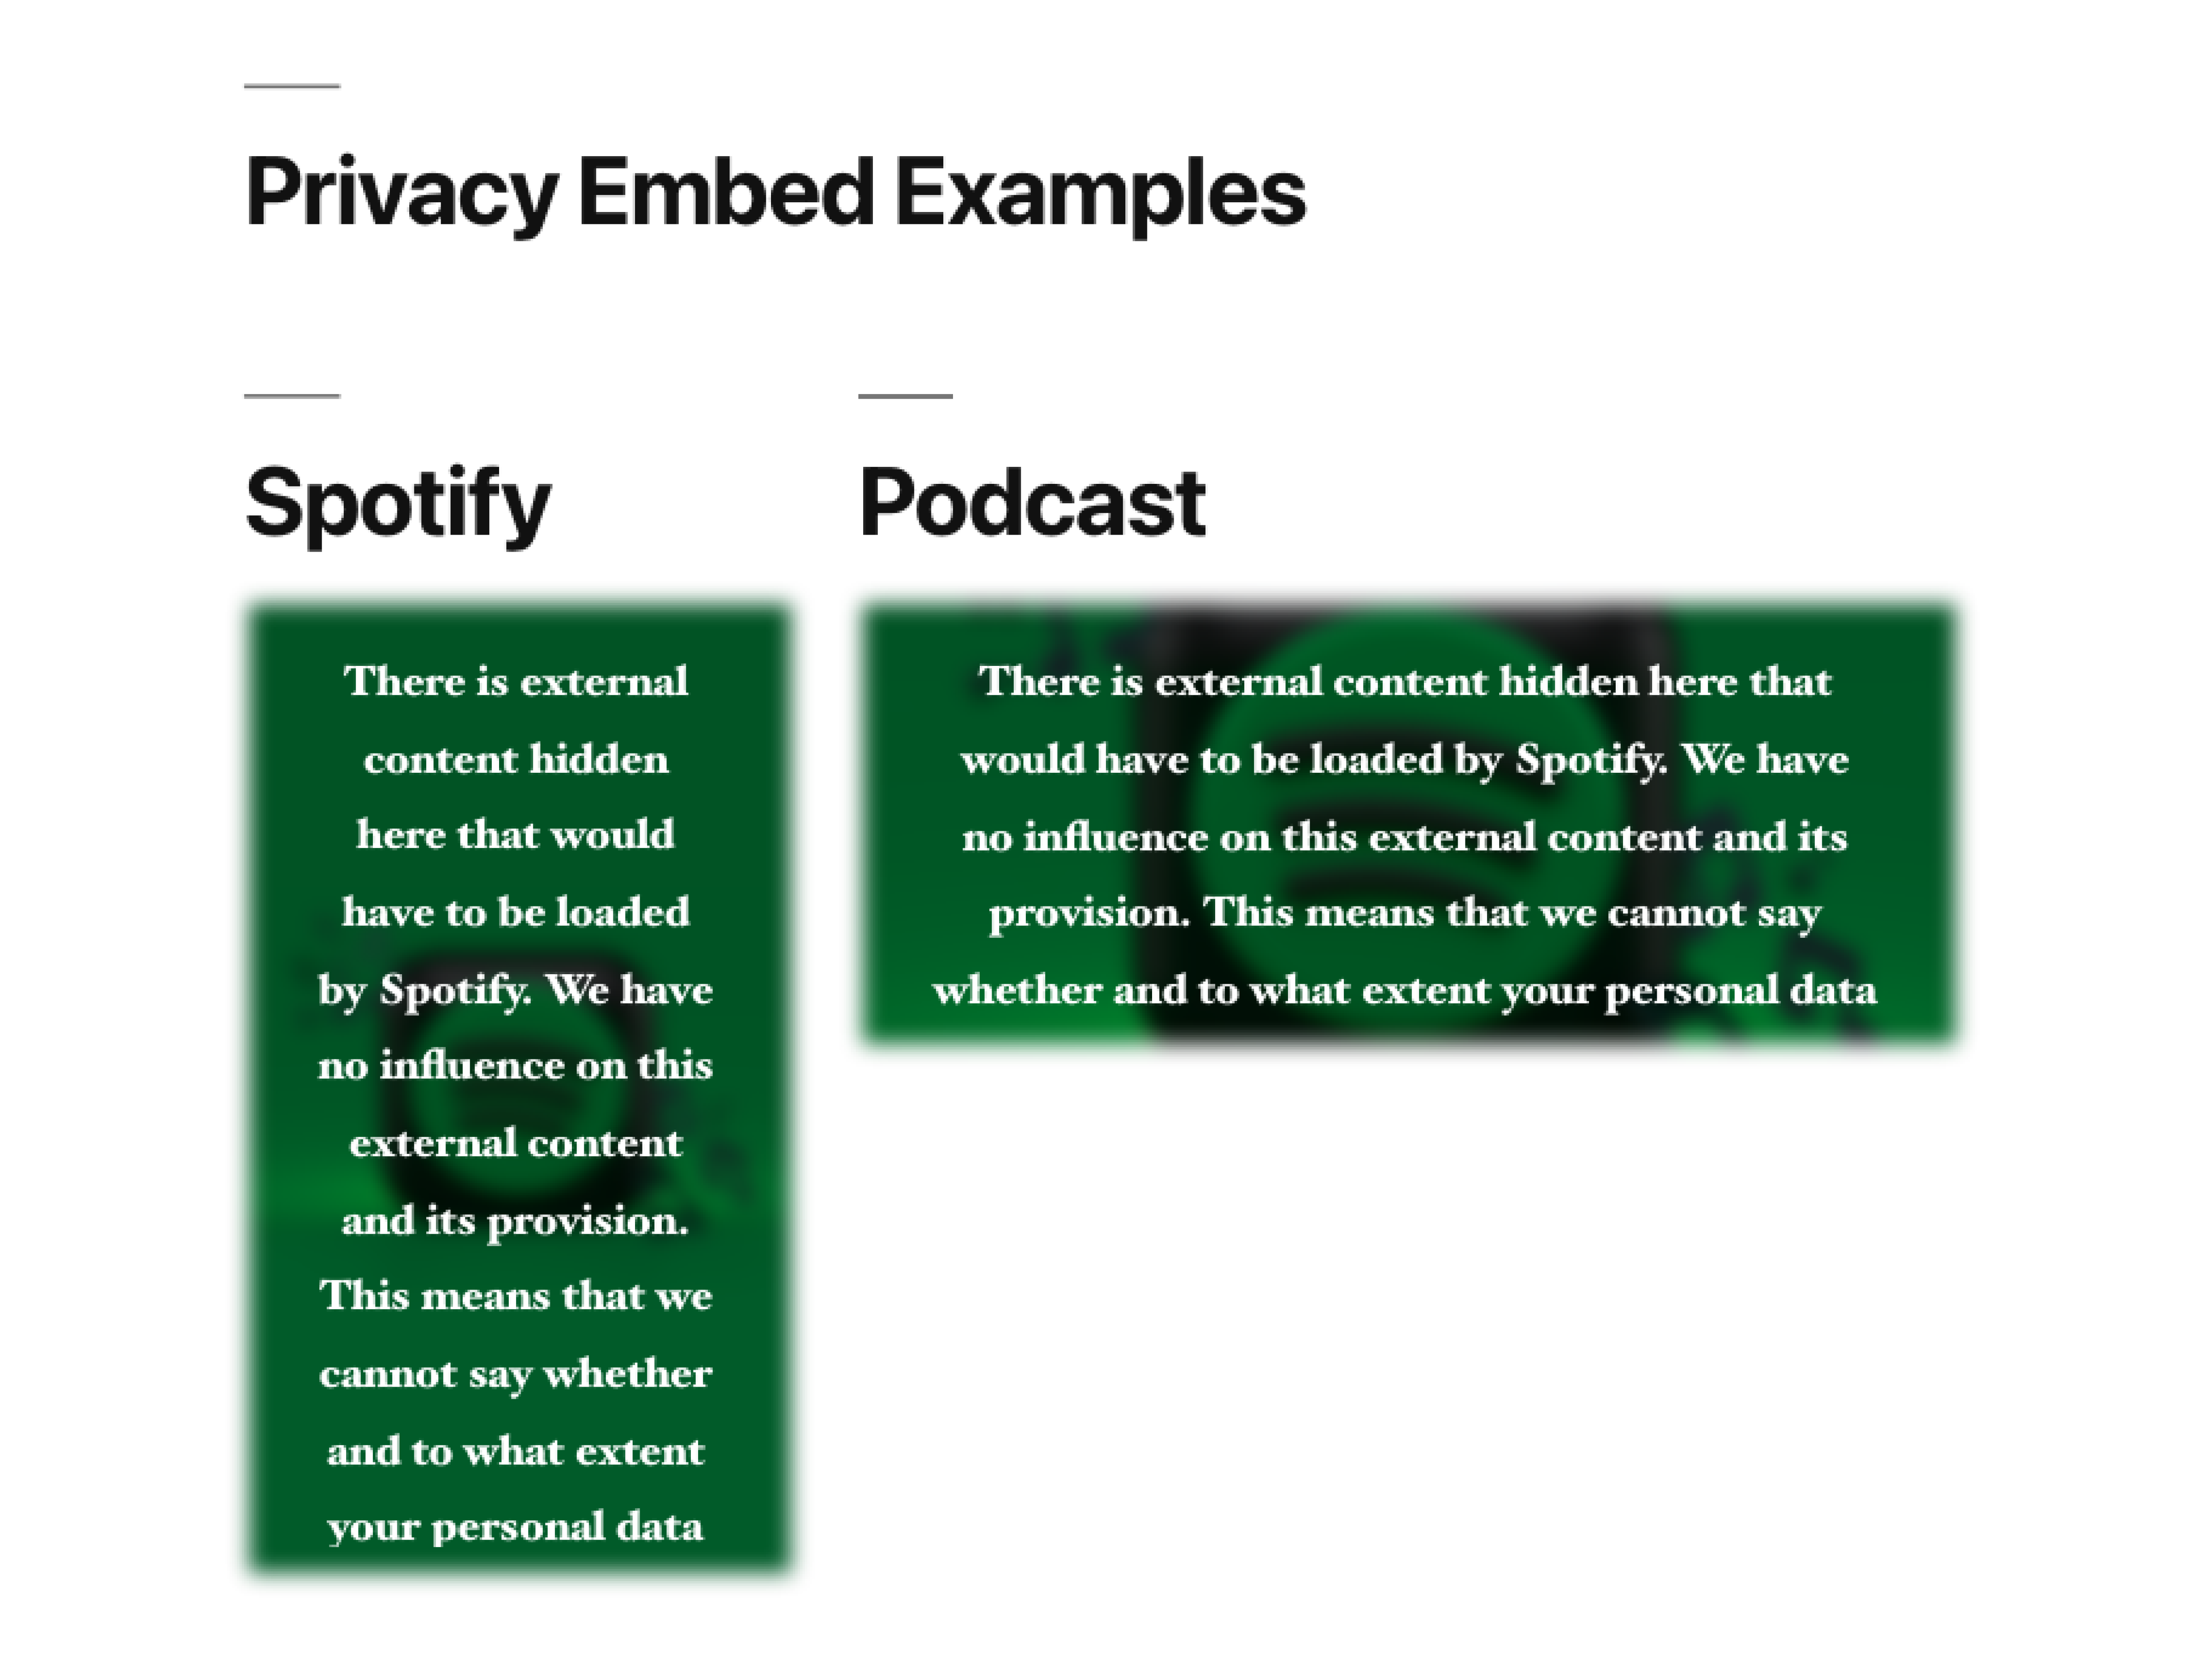 Privacy Embed Examples
Spotify
There is external
content hidden
here that would
have to be loaded
by Spotify. We have
no influence on this
external content
and its provision.
This means that we
cannot say whether
and to what extent
your personal data
Podcast
There is external content hidden here that
would have to be loaded by Spotify. We have
no influence on this external content and its
provision. This means that we cannot say
whether and to what extent your personal data